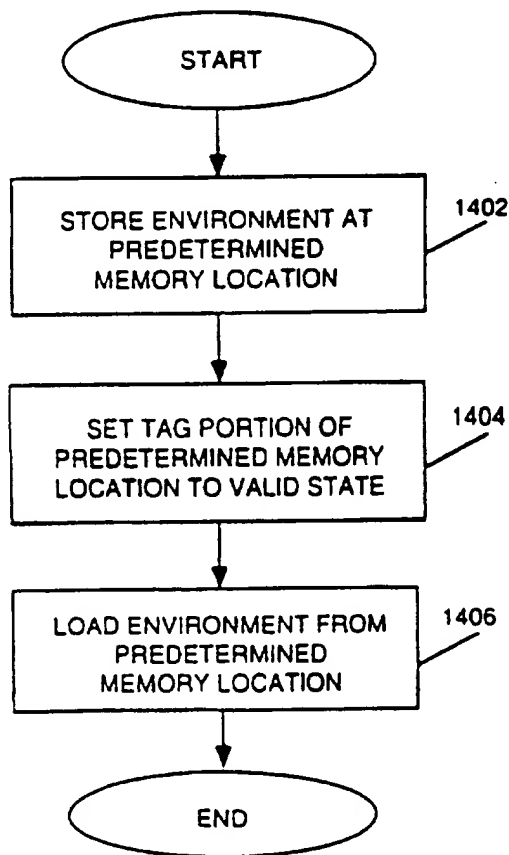 START
STORE ENVIRONMENT AT
PREDETERMINED
MEMORY LOCATION
1402
SET TAG PORTION OF
PREDETERMINED MEMORY
LOCATION TO VALID STATE
1404
LOAD ENVIRONMENT FROM
PREDETERMINED
MEMORY LOCATION
1406
END